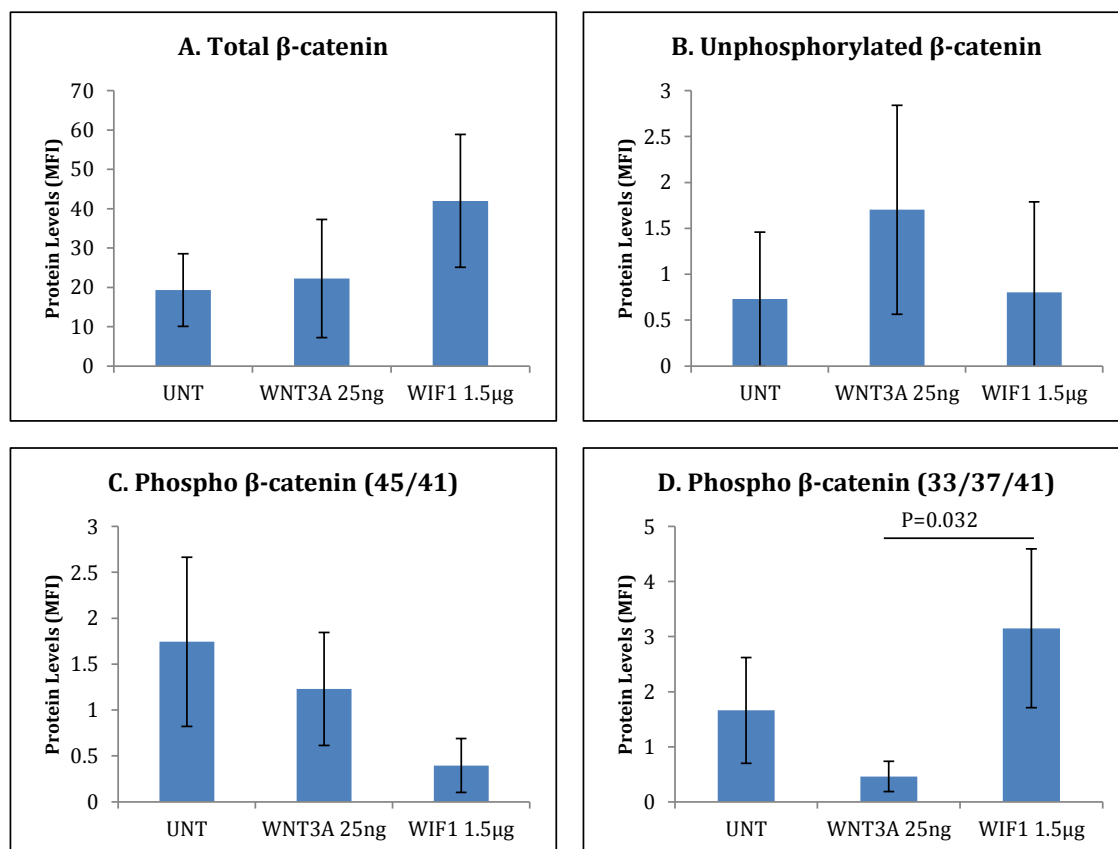 A. Total β-catenin
Protein Levels (MFI)
70
60
50
40
30
20
10
0
UNT
WNT3A 25ng
WIF1 1.5μg
B. Unphosphorylated β-catenin
Protein Levels (MFI)
3
2.5
2
1.5
1
0.5
0
UNT
WNT3A 25ng
WIF1 1.5μg
C. Phospho β-catenin (45/41)
Protein Levels (MFI)
3
2.5
2
1.5
1
0.5
0
UNT
WNT3A 25ng
WIF1 1.5μg
D. Phospho β-catenin (33/37/41)
P=0.032
Protein Levels (MFI)
5
4
3
2
1
0
UNT
WNT3A 25ng
WIF1 1.5μg